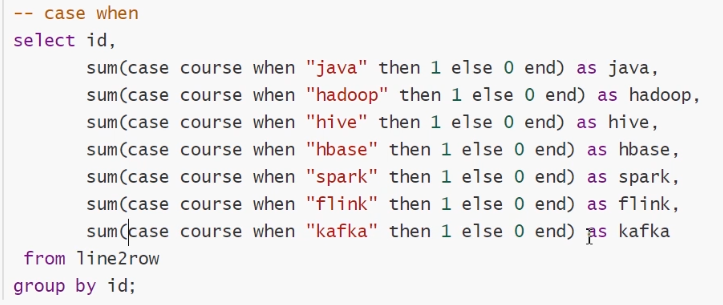 -- case when
select id,
sum(case course when "java" then 1 else 0 end) as java,
sum(case course when "hadoop" then 1 else 0 end) as hadoop,
sum(case course when "hive" then 1 else 0 end) as hive,
sum(case course when "hbase" then 1 else 0 end) as hbase,
sum(case course when "spark" then 1 else 0 end) as spark,
sum(case course when "flink" then 1 else 0 end) as flink,
sum(case course when "kafka" then 1 else 0 end) as kafka
from line2row
group by id;